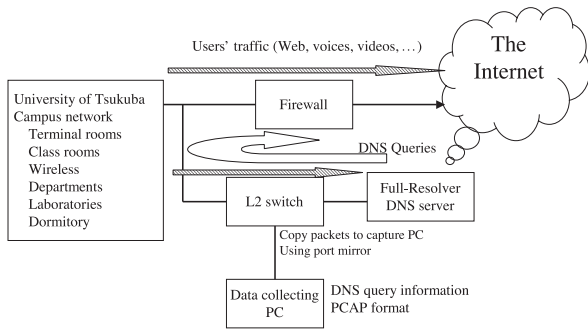 Users' traffic (Web, voices, videos, …)
The
Internet
University of Tsukuba
Campus network
Terminal rooms
Class rooms
Wireless
Departments
Laboratories
Dormitory
Firewall
DNS Queries
L2 switch
Full-Resolver
DNS server
Copy packets to capture PC
Using port mirror
Data collecting
PC
DNS query information
PCAP format